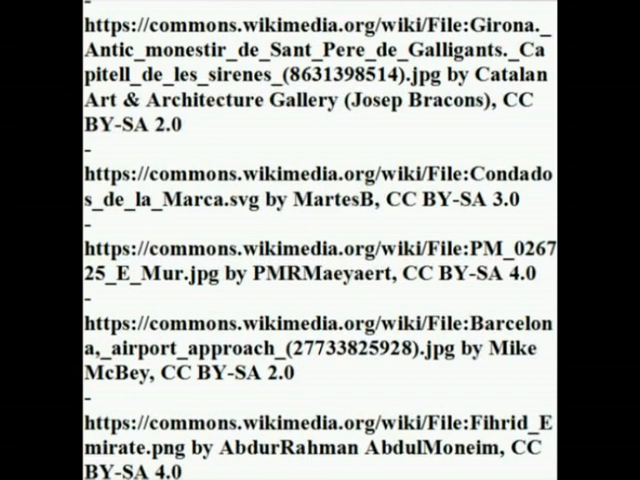 -
https://commons.wikimedia.org/wiki/File:Girona._
Antic_monestir_de_Sant_Pere_de_Galligants._Ca
pitell_de_les_sirenes_(8631398514).jpg by Catalan
Art & Architecture Gallery (Josep Bracons), CC
BY-SA 2.0
-
https://commons.wikimedia.org/wiki/File:Condado
s_de_la_Marca.svg by MartesB, CC BY-SA 3.0
-
https://commons.wikimedia.org/wiki/File:PM_0267
25_E_Mur.jpg by PMRMaeyaert, CC BY-SA 4.0
-
https://commons.wikimedia.org/wiki/File:Barcelon
a,_airport_approach_(27733825928).jpg by Mike
McBey, CC BY-SA 2.0
-
https://commons.wikimedia.org/wiki/File:Fihrid_E
mirate.png by AbdurRahman AbdulMoneim, CC
BY-SA 4.0